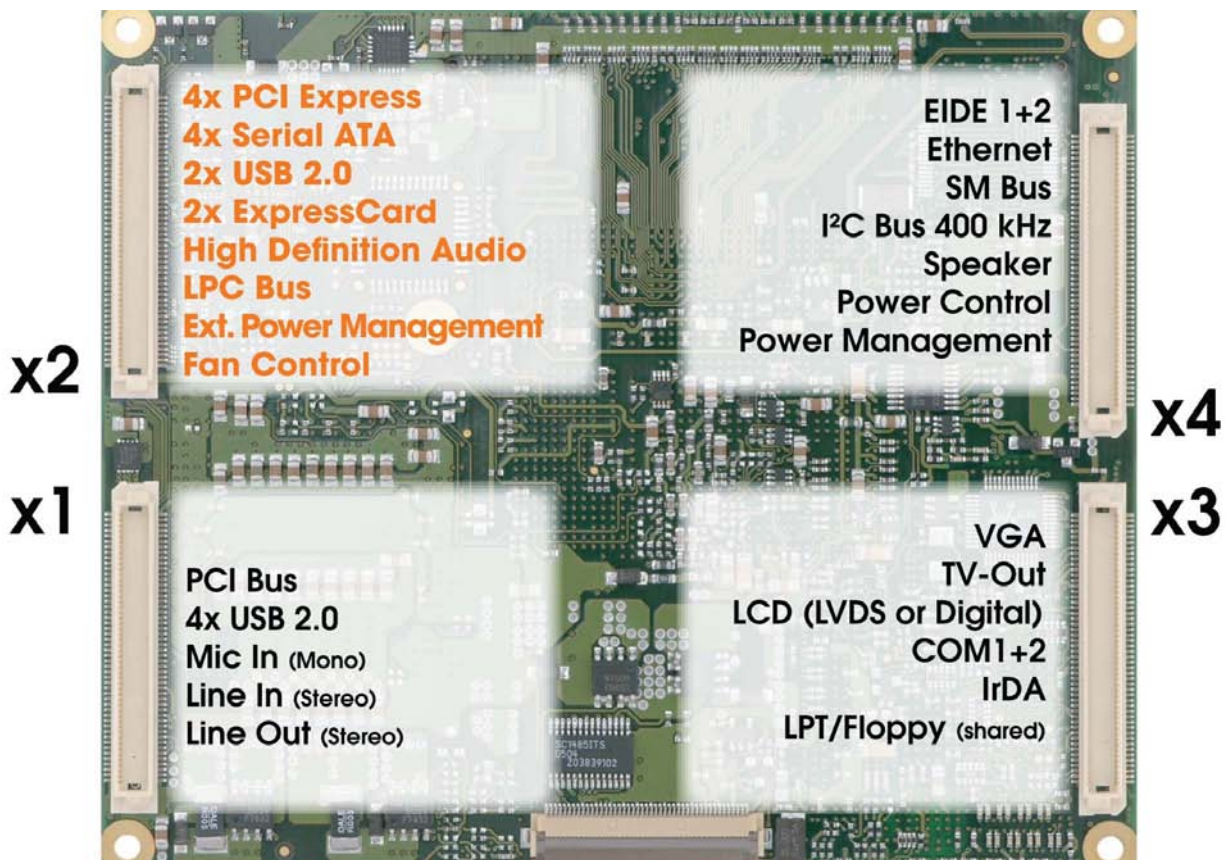 4x PCI Express
4x Serial ATA
2x USB 2.0
2x ExpressCard
High Definition Audio
LPC Bus
Ext. Power Management
Fan Control
x2
EIDE 1+2
Ethernet
SM Bus
I²C Bus 400 kHz
Speaker
Power Control
Power Management
x4
x1
PCI Bus
4x USB 2.0
Mic In (Mono)
Line In (Stereo)
Line Out (Stereo)
x3
VGA
TV-Out
LCD (LVDS or Digital)
COM1+2
IrDA
LPT/Floppy (shared)
SC1485ITS
0504
203839102